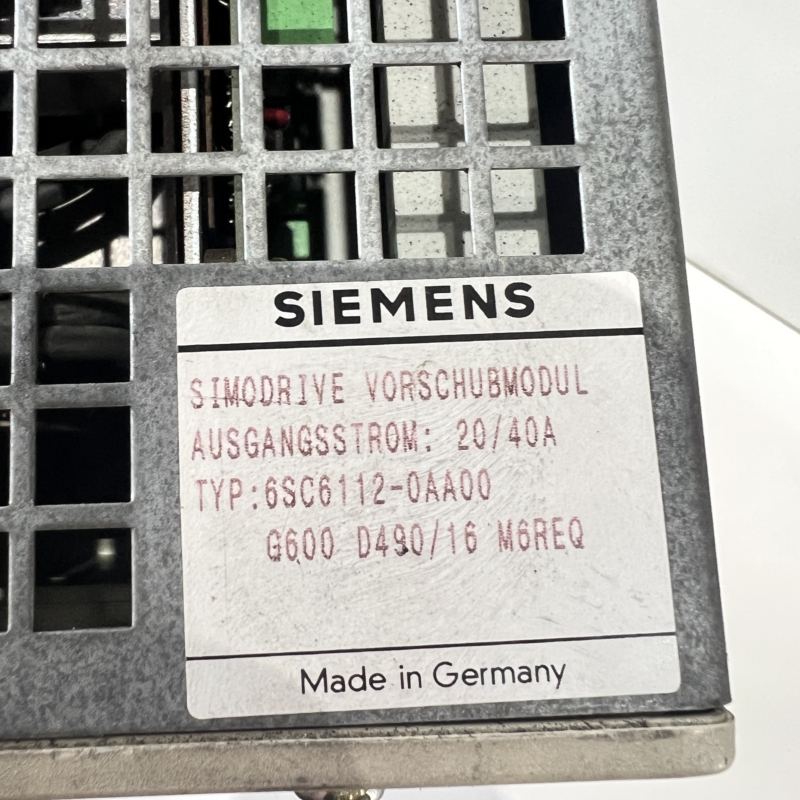 SIEMENS
SIMODRIVE VORSCHUBMODUL
AUSGANGSSTROM: 20/40A
TYP:6SC6112-0AA00
G600 D490/16 M6REQ
Made in Germany